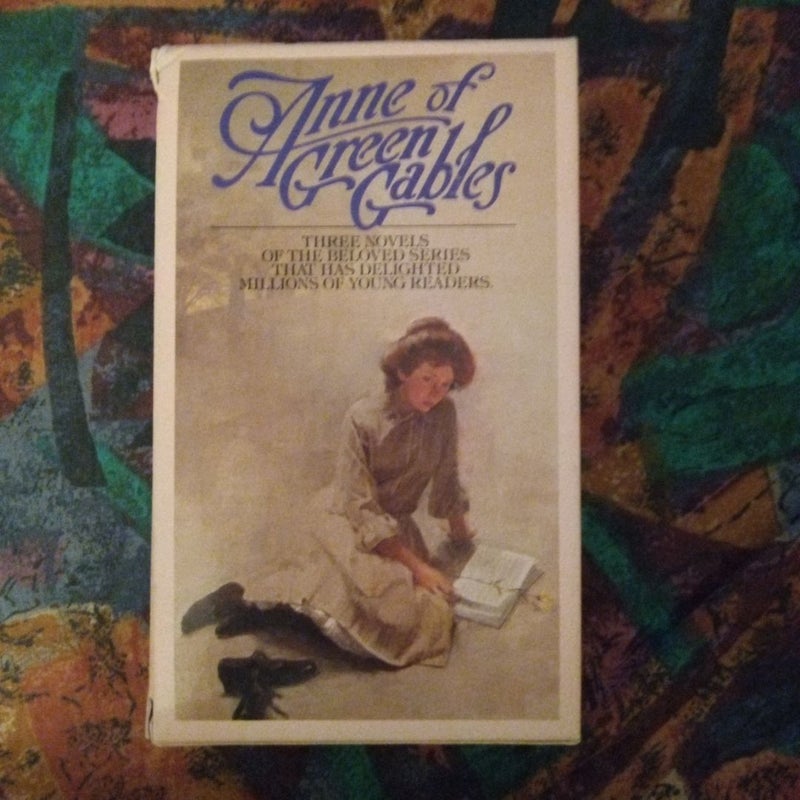 Anne of
Green
Gables
THREE NOVELS
OF THE BELOVED SERIES
THAT HAS DELIGHTED
MILLIONS OF YOUNG READERS.